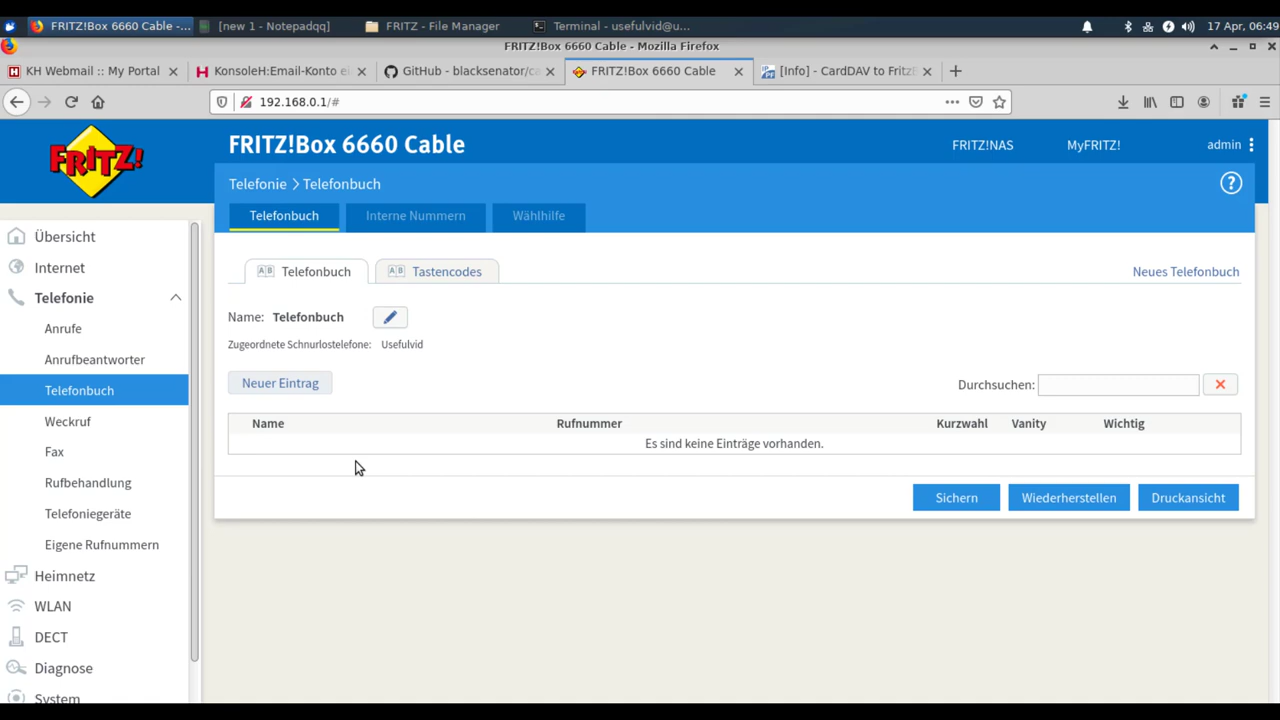 FRITZ!Box 6660 Cable -...
[new 1 - Notepadqq]
FRITZ - File Manager
Terminal - usefulvid@u...
17 Apr, 06:49
FRITZ!Box 6660 Cable - Mozilla Firefox
KH Webmail :: My Portal
KonsoleH:Email-Konto ei
GitHub - blacksenator/ca
FRITZ!Box 6660 Cable
[Info] - CardDAV to FritzB
192.168.0.1/#
FRITZ!
FRITZ!Box 6660 Cable
FRITZ!NAS
MyFRITZ!
admin
Telefonie > Telefonbuch
?
Telefonbuch
Interne Nummern
Wählhilfe
Übersicht
Internet
Telefonie
Anrufe
Anrufbeantworter
Telefonbuch
Weckruf
Fax
Rufbehandlung
Telefoniegeräte
Eigene Rufnummern
Heimnetz
WLAN
DECT
Diagnose
System
AB Telefonbuch
AB Tastencodes
Neues Telefonbuch
Name: Telefonbuch
Zugeordnete Schnurlostelefone: Usefulvid
Neuer Eintrag
Durchsuchen:
Name Rufnummer Kurzwahl Vanity Wichtig
Es sind keine Einträge vorhanden.
Sichern
Wiederherstellen
Druckansicht